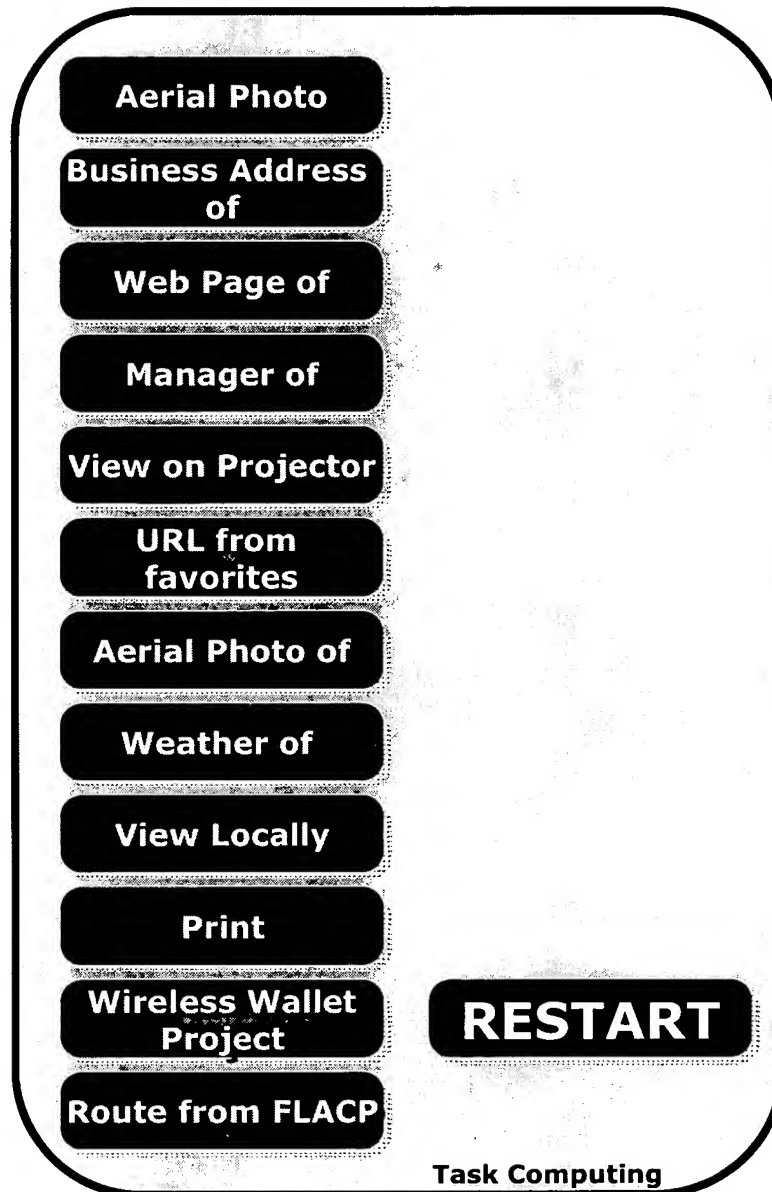 Aerial Photo
Business Address
of
Web Page of
Manager of
View on Projector
URL from
favorites
Aerial Photo of
Weather of
View Locally
Print
Wireless Wallet
Project
Route from FLACP
RESTART
Task Computing